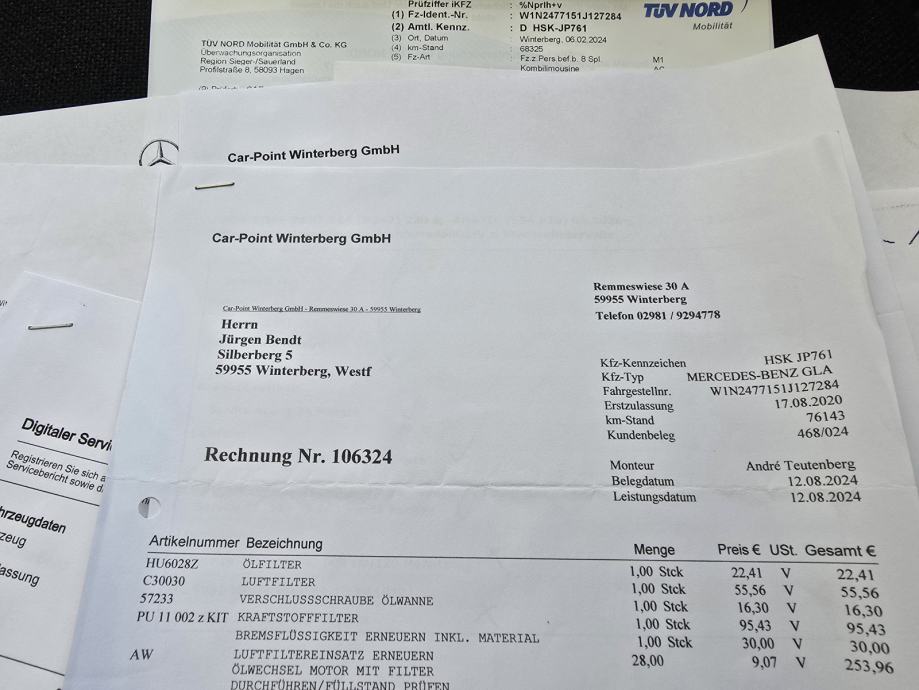 Prüfziffer iKFZ : %Nprlh+v
(1) Fz-Ident.-Nr. : W1N2477151J127284
(2) Amtl. Kennz. : D HSK-JP761
(3) Ort, Datum : Winterberg, 06.02.2024
(4) km-Stand : 68325
(5) Fz-Art : Fz.z.Pers.bef.b. 8 Spl. M1
Kombilimousine
TÜV NORD
Mobilität
TÜV NORD Mobilität GmbH & Co. KG
Überwachungsorganisation
Region Sieger-/Sauerland
Profilstraße 8, 58093 Hagen
Car-Point Winterberg GmbH
Car-Point Winterberg GmbH
Remmeswiese 30 A
59955 Winterberg
Telefon 02981 / 9294778
Car-Point Winterberg GmbH - Remmeswiese 30 A - 59955 Winterberg
Herrn
Jürgen Bendt
Silberberg 5
59955 Winterberg, Westf
Kfz-Kennzeichen HSK JP761
Kfz-Typ MERCEDES-BENZ GLA
Fahrgestellnr. W1N2477151J127284
Erstzulassung 17.08.2020
km-Stand 76143
Kundenbeleg 468/024
Rechnung Nr. 106324
Monteur André Teutenberg
Belegdatum 12.08.2024
Leistungsdatum 12.08.2024
Digitaler Servi
Registrieren Sie sich a
Servicebericht sowie d
hrzeugdaten
zeug
assung
Artikelnummer Bezeichnung Menge Preis € USt. Gesamt €
HU6028Z ÖLFILTER 1,00 Stck 22,41 V 22,41
C30030 LUFTFILTER 1,00 Stck 55,56 V 55,56
57233 VERSCHLUSSSCHRAUBE ÖLWANNE 1,00 Stck 16,30 V 16,30
PU 11 002 z KIT KRAFTSTOFFFILTER 1,00 Stck 95,43 V 95,43
BREMSFLÜSSIGKEIT ERNEUERN INKL. MATERIAL 1,00 Stck 30,00 V 30,00
AW LUFTFILTEREINSATZ ERNEUERN 28,00 9,07 V 253,96
ÖLWECHSEL MOTOR MIT FILTER
DURCHFÜHREN/FÜLLSTAND PRÜFEN